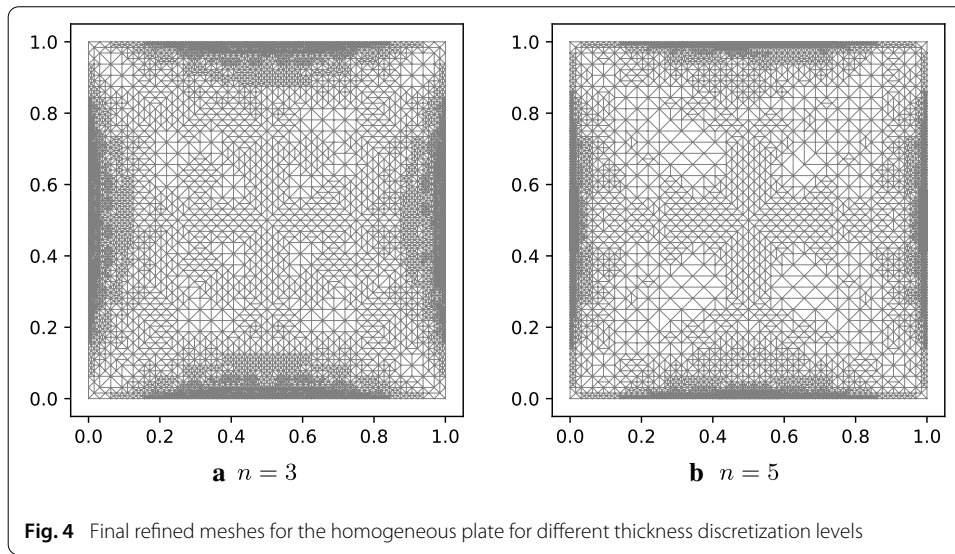 1.0
0.8
0.6
0.4
0.2
0.0
0.0 0.2 0.4 0.6 0.8 1.0
a n = 3
1.0
0.8
0.6
0.4
0.2
0.0
0.0 0.2 0.4 0.6 0.8 1.0
b n = 5
Fig. 4 Final refined meshes for the homogeneous plate for different thickness discretization levels